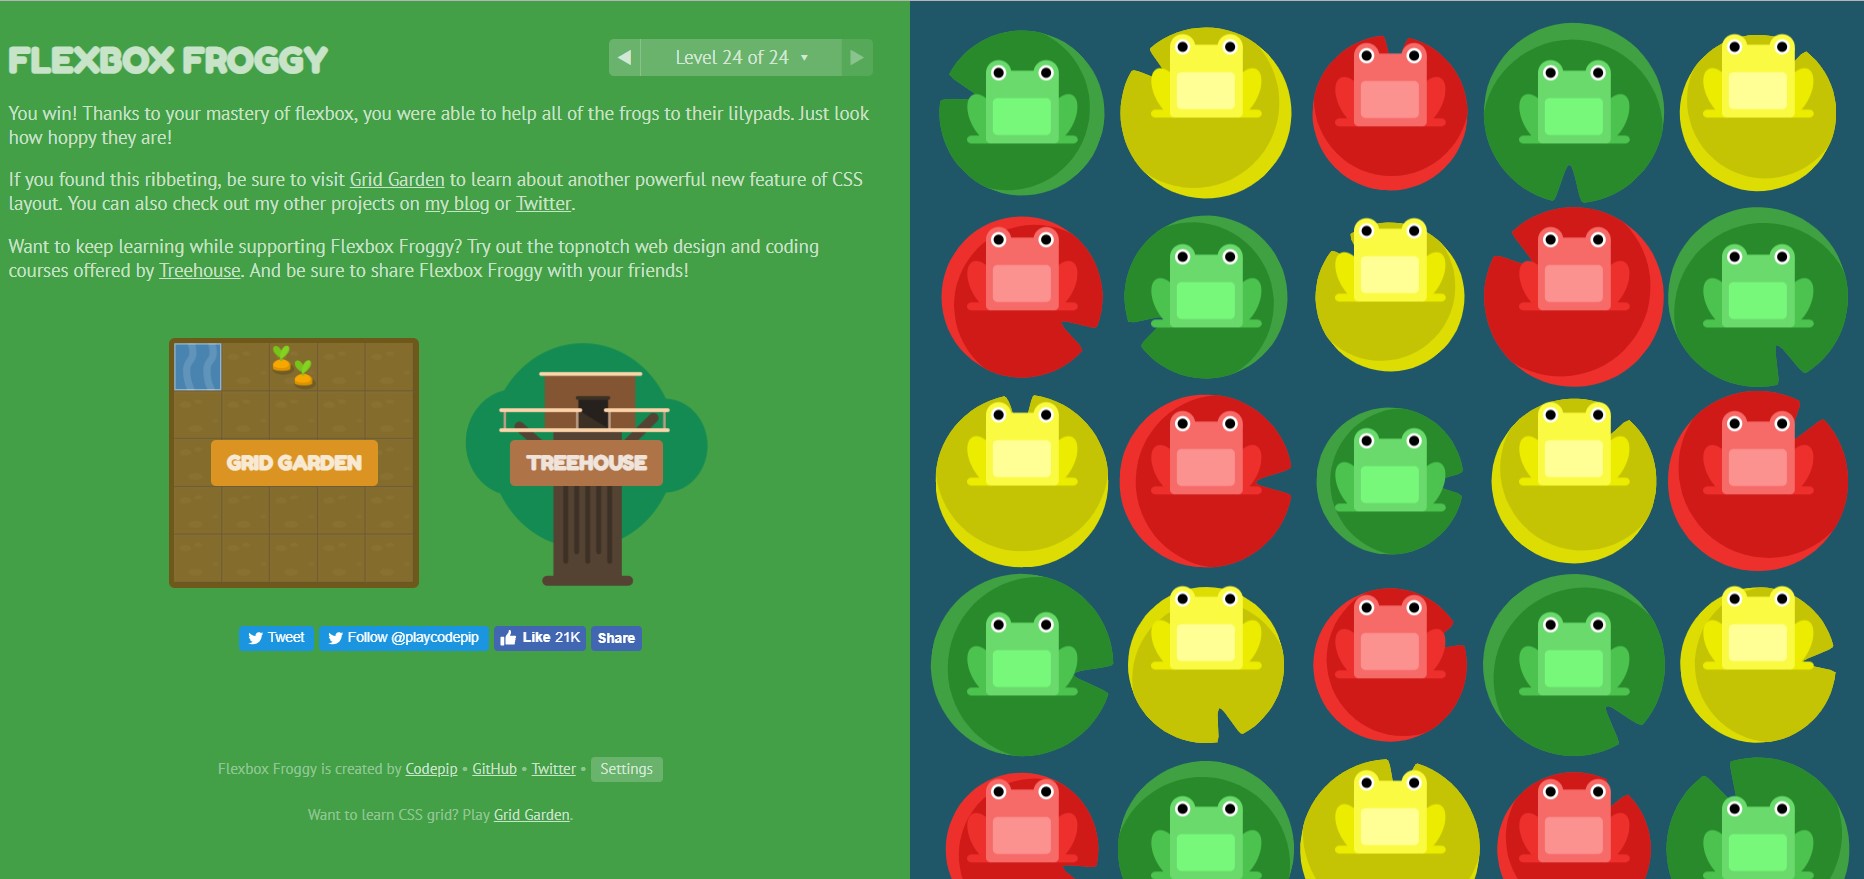 FLEXBOX FROGGY
Level 24 of 24
You win! Thanks to your mastery of flexbox, you were able to help all of the frogs to their lilypads. Just look
how hoppy they are!
If you found this ribbeting, be sure to visit Grid Garden to learn about another powerful new feature of CSS
layout. You can also check out my other projects on my blog or Twitter.
Want to keep learning while supporting Flexbox Froggy? Try out the topnotch web design and coding
courses offered by Treehouse. And be sure to share Flexbox Froggy with your friends!
GRID GARDEN
TREEHOUSE
Tweet Follow @playcodepip Like 21K Share
Flexbox Froggy is created by Codepip • GitHub • Twitter • Settings
Want to learn CSS grid? Play Grid Garden.